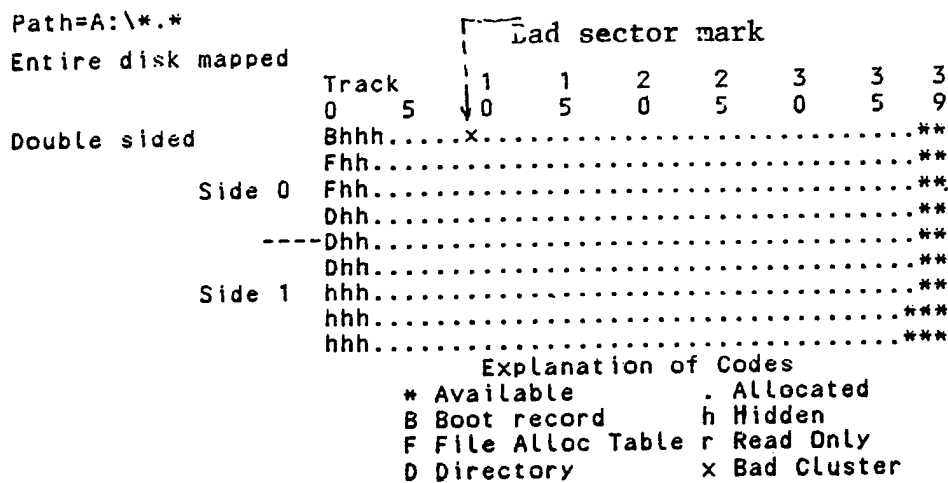 Path=A:\*.*
Bad sector mark
Entire disk mapped
Track 1 1 2 2 3 3 3
0 5 0 5 0 5 0 5 9
Double sided Bhhh.....x............................**
Fhh...................................**
Side 0 Fhh...................................**
Dhh...................................**
----Dhh...................................**
Dhh...................................**
Side 1 hhh...................................**
hhh..................................***
hhh..................................***
Explanation of Codes
* Available . Allocated
B Boot record h Hidden
F File Alloc Table r Read Only
D Directory x Bad Cluster